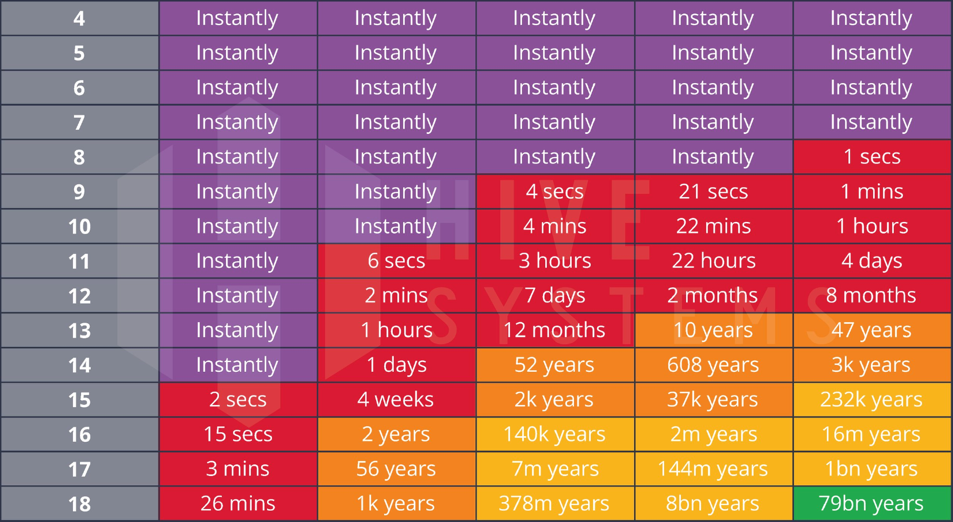 4 Instantly Instantly Instantly Instantly Instantly
5 Instantly Instantly Instantly Instantly Instantly
6 Instantly Instantly Instantly Instantly Instantly
7 Instantly Instantly Instantly Instantly Instantly
8 Instantly Instantly Instantly Instantly 1 secs
9 Instantly Instantly 4 secs 21 secs 1 mins
10 Instantly Instantly 4 mins 22 mins 1 hours
11 Instantly 6 secs 3 hours 22 hours 4 days
12 Instantly 2 mins 7 days 2 months 8 months
13 Instantly 1 hours 12 months 10 years 47 years
14 Instantly 1 days 52 years 608 years 3k years
15 2 secs 4 weeks 2k years 37k years 232k years
16 15 secs 2 years 140k years 2m years 16m years
17 3 mins 56 years 7m years 144m years 1bn years
18 26 mins 1k years 378m years 8bn years 79bn years
HIVE
SYSTEMS